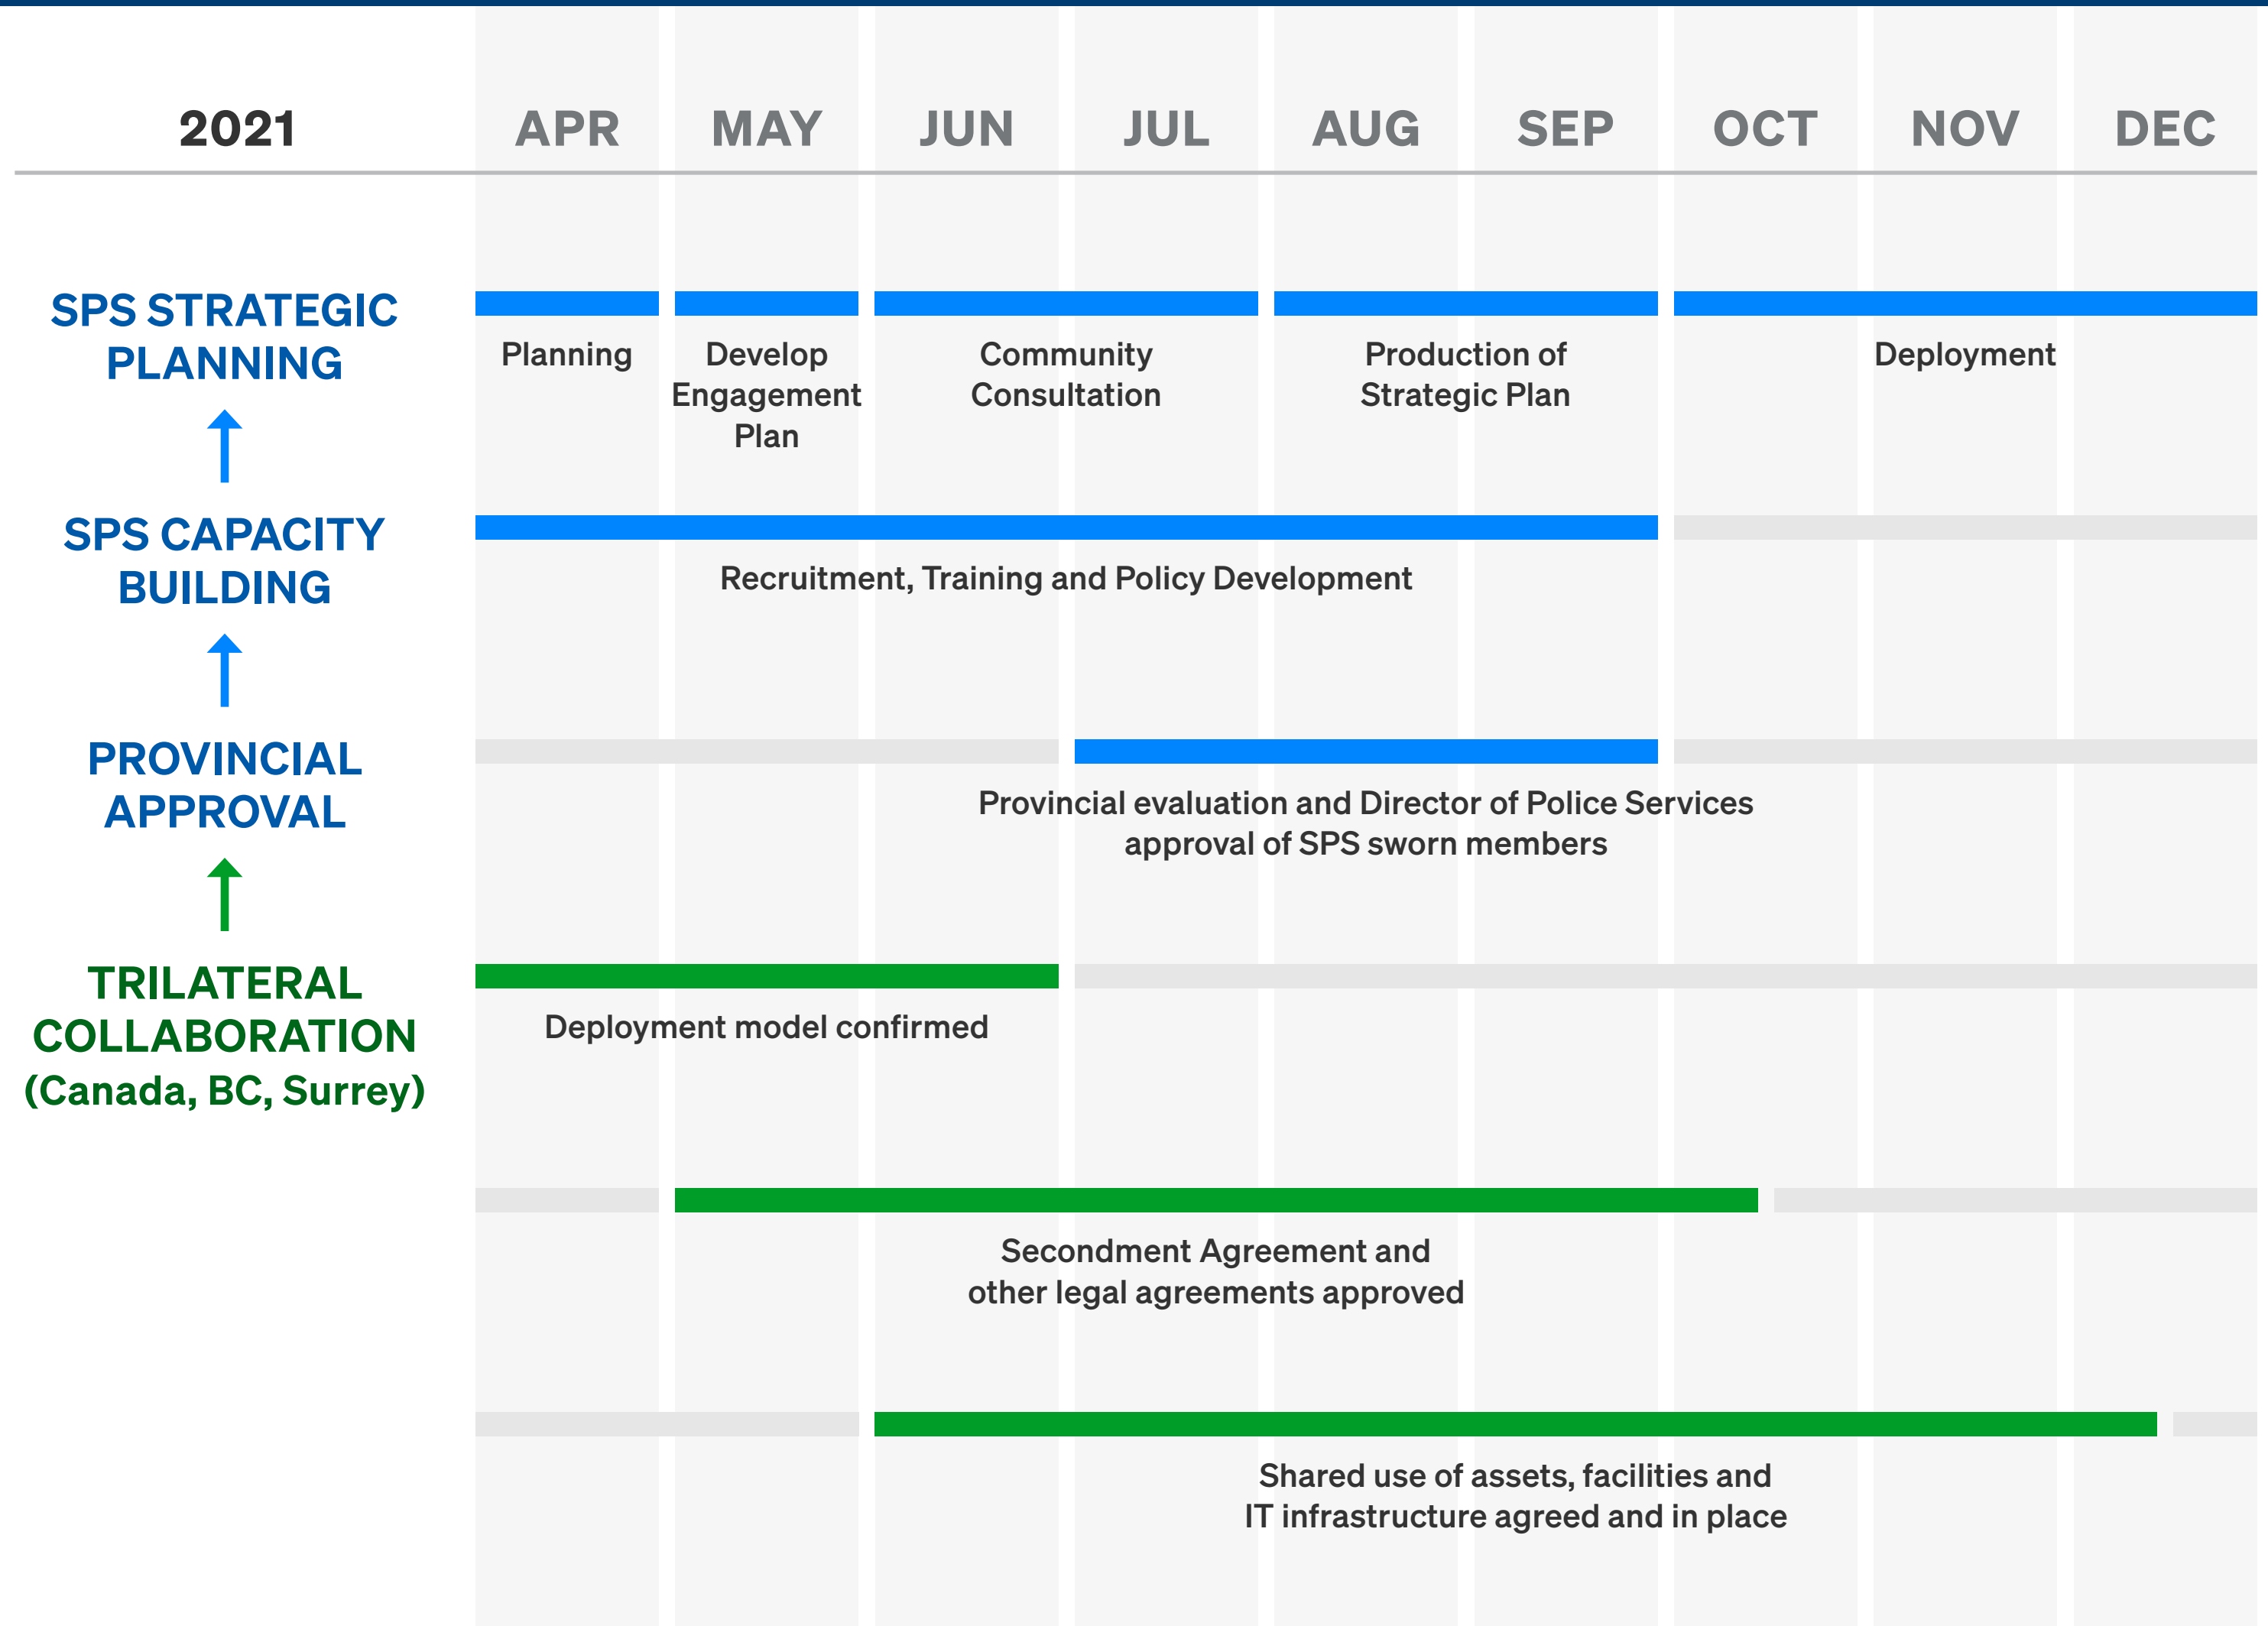 2021 APR MAY JUN JUL AUG SEP OCT NOV DEC
SPS STRATEGIC
PLANNING
Planning
Develop
Engagement
Plan
Community
Consultation
Production of
Strategic Plan
Deployment
SPS CAPACITY
BUILDING
Recruitment, Training and Policy Development
PROVINCIAL
APPROVAL
Provincial evaluation and Director of Police Services
approval of SPS sworn members
TRILATERAL
COLLABORATION
(Canada, BC, Surrey)
Deployment model confirmed
Secondment Agreement and
other legal agreements approved
Shared use of assets, facilities and
IT infrastructure agreed and in place